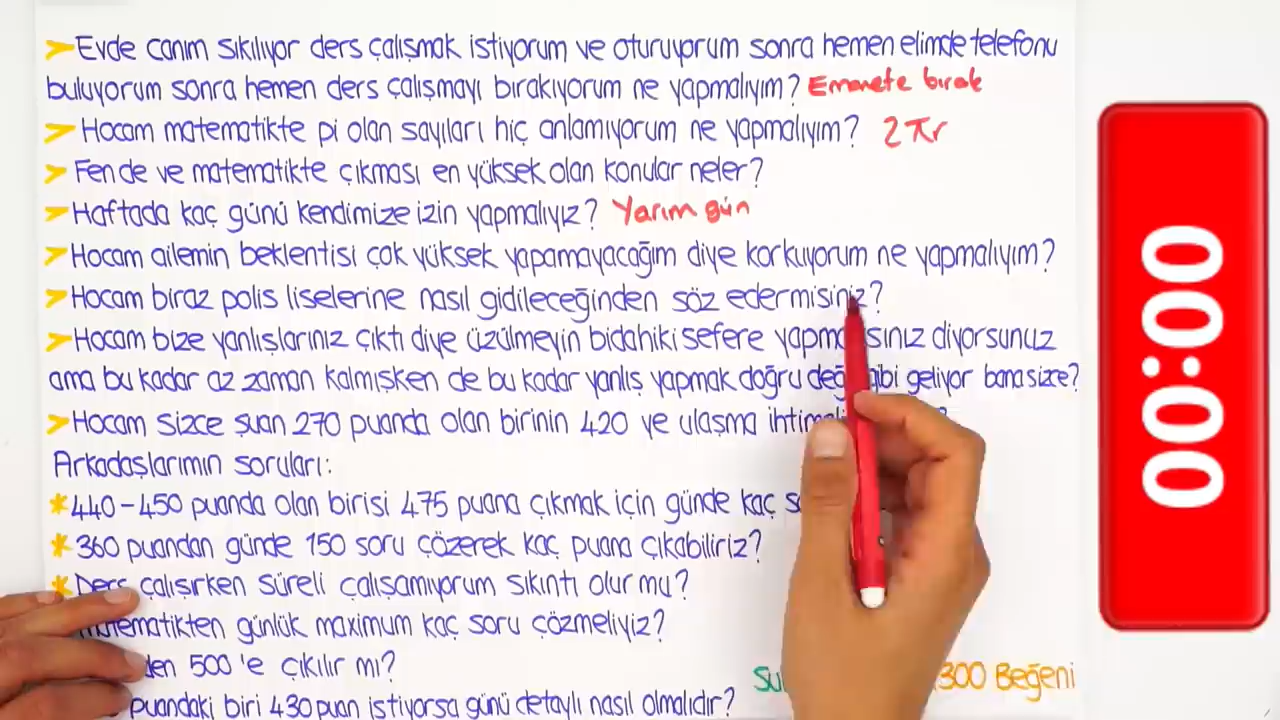 ➤ Evde canım sıkılıyor ders çalışmak istiyorum ve oturuyorum sonra hemen elimde telefonu
buluyorum sonra hemen ders çalışmayı bırakıyorum ne yapmalıyım? Emanete bırak
➤ Hocam matematikte pi olan sayıları hiç anlamıyorum ne yapmalıyım? 2πr
➤ Fen de ve matematikte çıkması en yüksek olan konular neler?
➤ Haftada kaç günü kendimize izin yapmalıyız? Yarım gün
➤ Hocam ailemin beklentisi çok yüksek yapamayacağım diye korkuyorum ne yapmalıyım?
➤ Hocam biraz polis liselerine nasıl gidileceğinden söz edermisiniz?
➤ Hocam bize yanlışlarınız çıktı diye üzülmeyin bidahiki sefere diyorsunuz
ama bu kadar az zaman kalmışken de bu kadar yanlış yapmak doğru geliyor bana sizce?
➤ Hocam sizce şuan 270 puanda olan birinin 420 ye ulaşma
Arkadaşlarımın soruları:
* 440-450 puanda olan birisi 475 puana çıkmak için günde kaç
* 360 puandan günde 150 soru çözerek kaç puana çıkabiliriz?
* Ders çalışırken süreli çalışamıyorum sıkıntı olur mu?
matematikten günlük maximum kaç soru çözmeliyiz?
500'e çıkılır mı?
puandaki biri 430 puan istiyorsa günü detaylı nasıl olmalıdır?
300 Beğeni
00:00